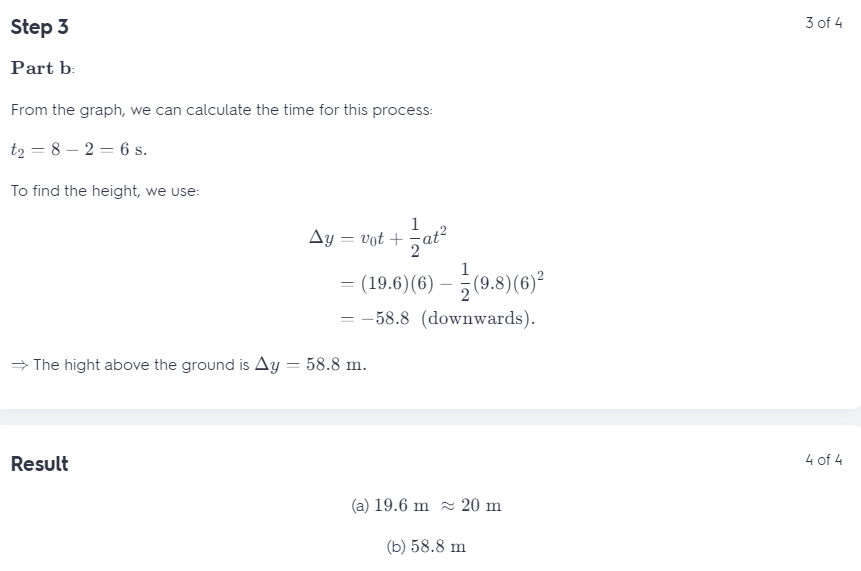 Step 3
3 of 4
Part b:
From the graph, we can calculate the time for this process:
t₂ = 8 − 2 = 6 s.
To find the height, we use:
Δy = v₀t + 1/2 at²
= (19.6)(6) − 1/2 (9.8)(6)²
= −58.8 (downwards).
⇒ The hight above the ground is Δy = 58.8 m.
Result
4 of 4
(a) 19.6 m ≈ 20 m
(b) 58.8 m